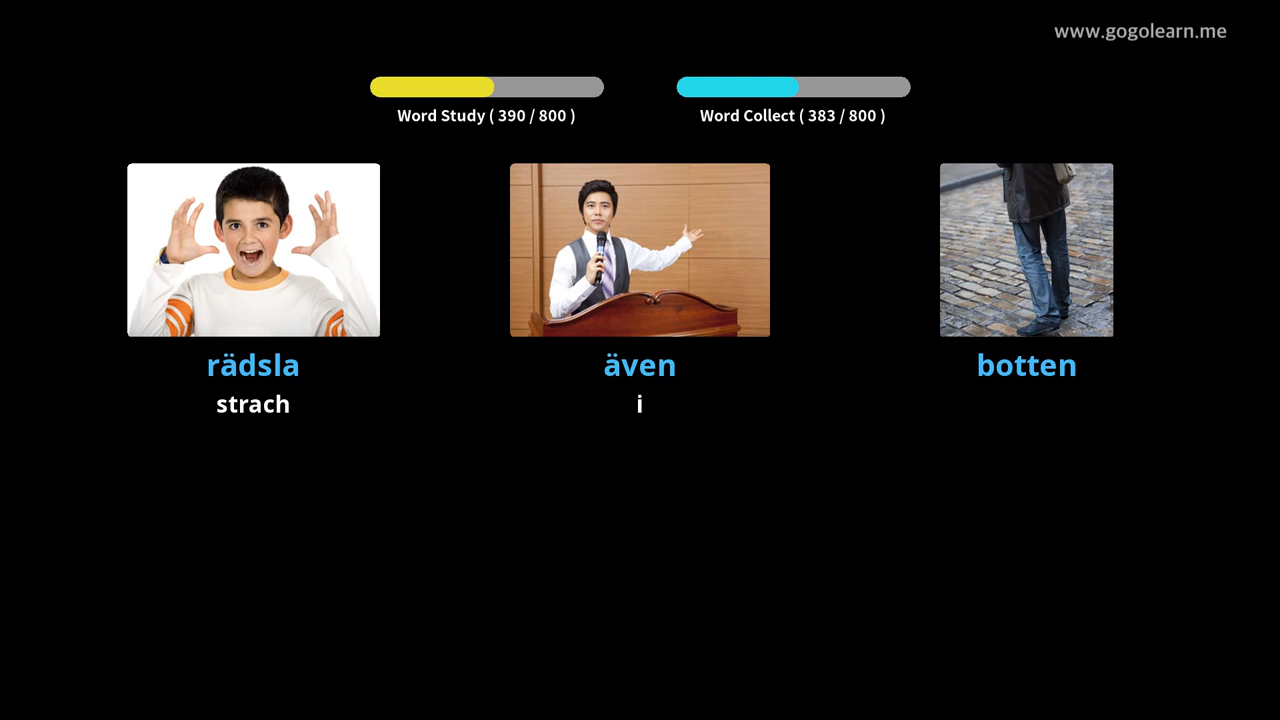 www.gogolearn.me
Word Study ( 390 / 800 )
Word Collect ( 383 / 800 )
rädsla
även
botten
strach
i